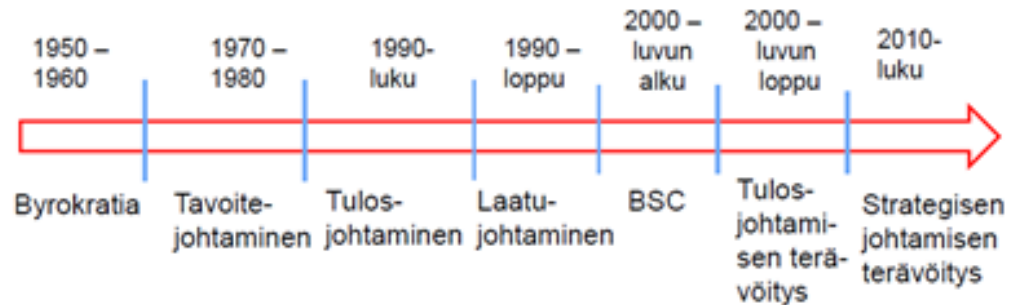 1950 –
1960
1970 –
1980
1990-
luku
1990 –
loppu
2000 –
luvun
alku
2000 –
luvun
loppu
2010-
luku
Byrokratia
Tavoite-
johtaminen
Tulos-
johtaminen
Laatu-
johtaminen
BSC
Tulos-
johtami-
sen terä-
vöitys
Strategisen
johtamisen
terävöitys